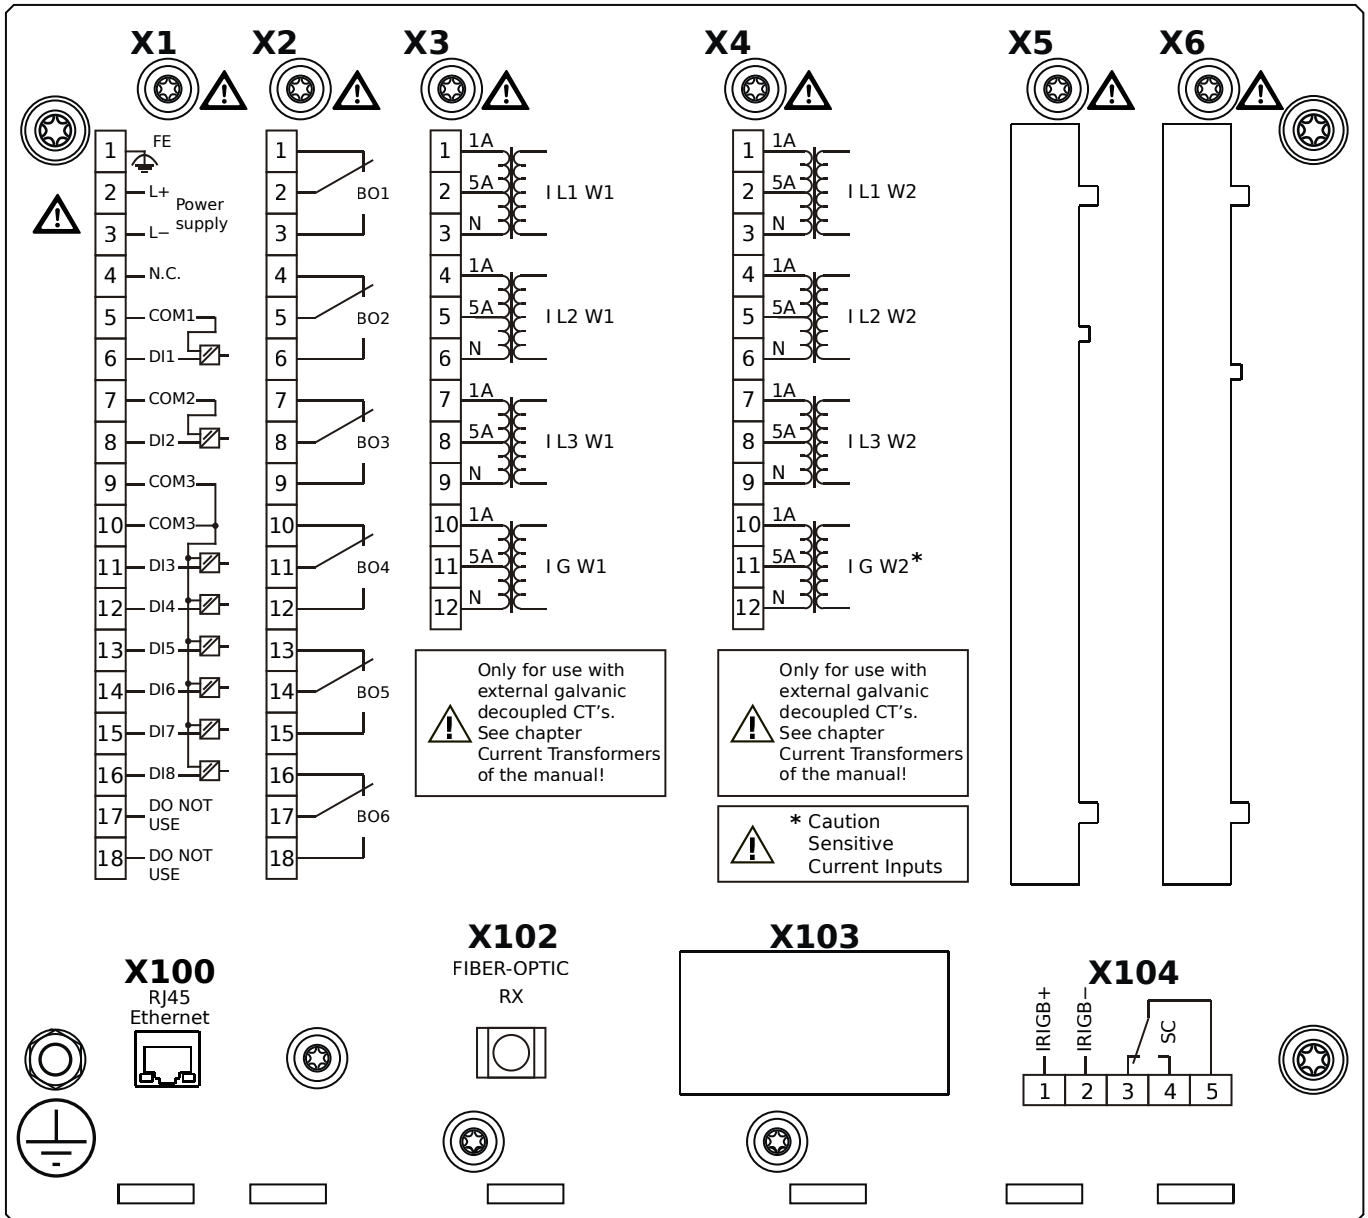 X1
X2
X3
X4
X5
X6
1
FE
2
L+
Power
supply
3
L−
4
N.C.
5
COM1
6
DI1
7
COM2
8
DI2
9
COM3
10
COM3
11
DI3
12
DI4
13
DI5
14
DI6
15
DI7
16
DI8
17
DO NOT
USE
18
DO NOT
USE
1
2
BO1
3
4
5
BO2
6
7
8
BO3
9
10
11
BO4
12
13
14
BO5
15
16
17
BO6
18
1
1A
2
5A
I L1 W1
3
N
4
1A
5
5A
I L2 W1
6
N
7
1A
8
5A
I L3 W1
9
N
10
1A
11
5A
I G W1
12
N
Only for use with
external galvanic
decoupled CT's.
See chapter
Current Transformers
of the manual!
1
1A
2
5A
I L1 W2
3
N
4
1A
5
5A
I L2 W2
6
N
7
1A
8
5A
I L3 W2
9
N
10
1A
11
5A
I G W2*
12
N
Only for use with
external galvanic
decoupled CT's.
See chapter
Current Transformers
of the manual!
* Caution
Sensitive
Current Inputs
X100
RJ45
Ethernet
X102
FIBER-OPTIC
RX
X103
X104
IRIGB+
IRIGB−
SC
1 2 3 4 5